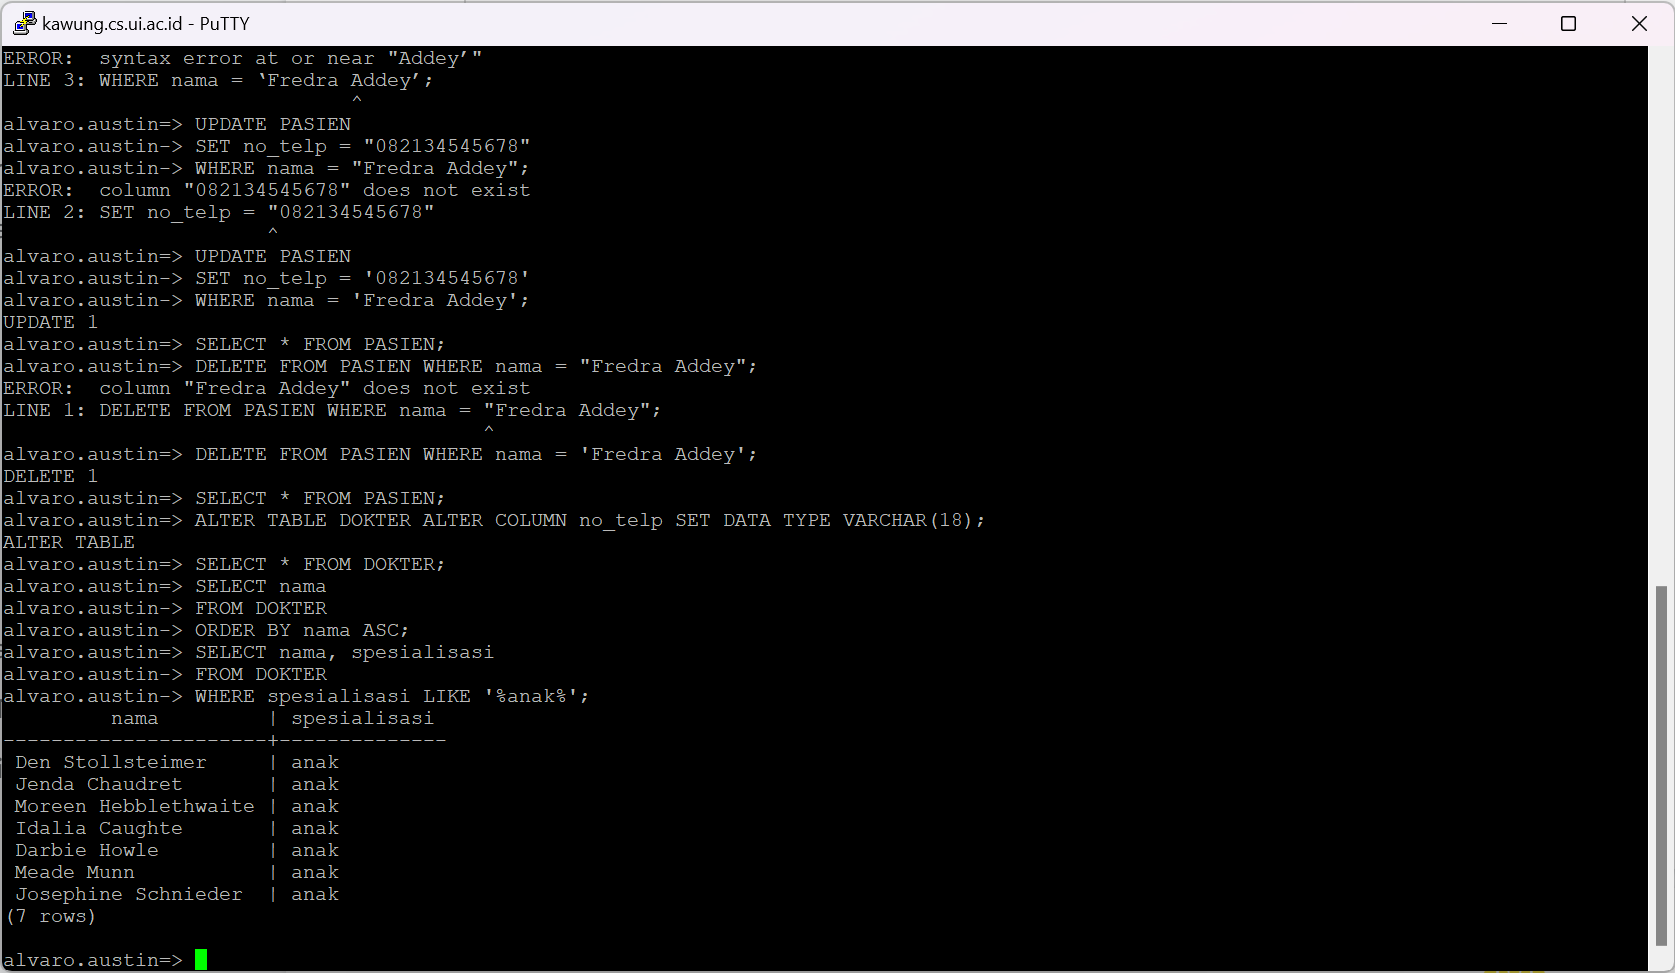 kawung.cs.ui.ac.id - PuTTY
ERROR:  syntax error at or near "Addey’"
LINE 3: WHERE nama = ‘Fredra Addey’;
                             ^
alvaro.austin=> UPDATE PASIEN
alvaro.austin-> SET no_telp = "082134545678"
alvaro.austin-> WHERE nama = "Fredra Addey";
ERROR:  column "082134545678" does not exist
LINE 2: SET no_telp = "082134545678"
                      ^
alvaro.austin=> UPDATE PASIEN
alvaro.austin-> SET no_telp = '082134545678'
alvaro.austin-> WHERE nama = 'Fredra Addey';
UPDATE 1
alvaro.austin=> SELECT * FROM PASIEN;
alvaro.austin=> DELETE FROM PASIEN WHERE nama = "Fredra Addey";
ERROR:  column "Fredra Addey" does not exist
LINE 1: DELETE FROM PASIEN WHERE nama = "Fredra Addey";
                                        ^
alvaro.austin=> DELETE FROM PASIEN WHERE nama = 'Fredra Addey';
DELETE 1
alvaro.austin=> SELECT * FROM PASIEN;
alvaro.austin=> ALTER TABLE DOKTER ALTER COLUMN no_telp SET DATA TYPE VARCHAR(18);
ALTER TABLE
alvaro.austin=> SELECT * FROM DOKTER;
alvaro.austin=> SELECT nama
alvaro.austin-> FROM DOKTER
alvaro.austin-> ORDER BY nama ASC;
alvaro.austin=> SELECT nama, spesialisasi
alvaro.austin-> FROM DOKTER
alvaro.austin-> WHERE spesialisasi LIKE '%anak%';
         nama         | spesialisasi
----------------------+--------------
 Den Stollsteimer     | anak
 Jenda Chaudret       | anak
 Moreen Hebblethwaite | anak
 Idalia Caughte       | anak
 Darbie Howle         | anak
 Meade Munn           | anak
 Josephine Schnieder  | anak
(7 rows)
alvaro.austin=>